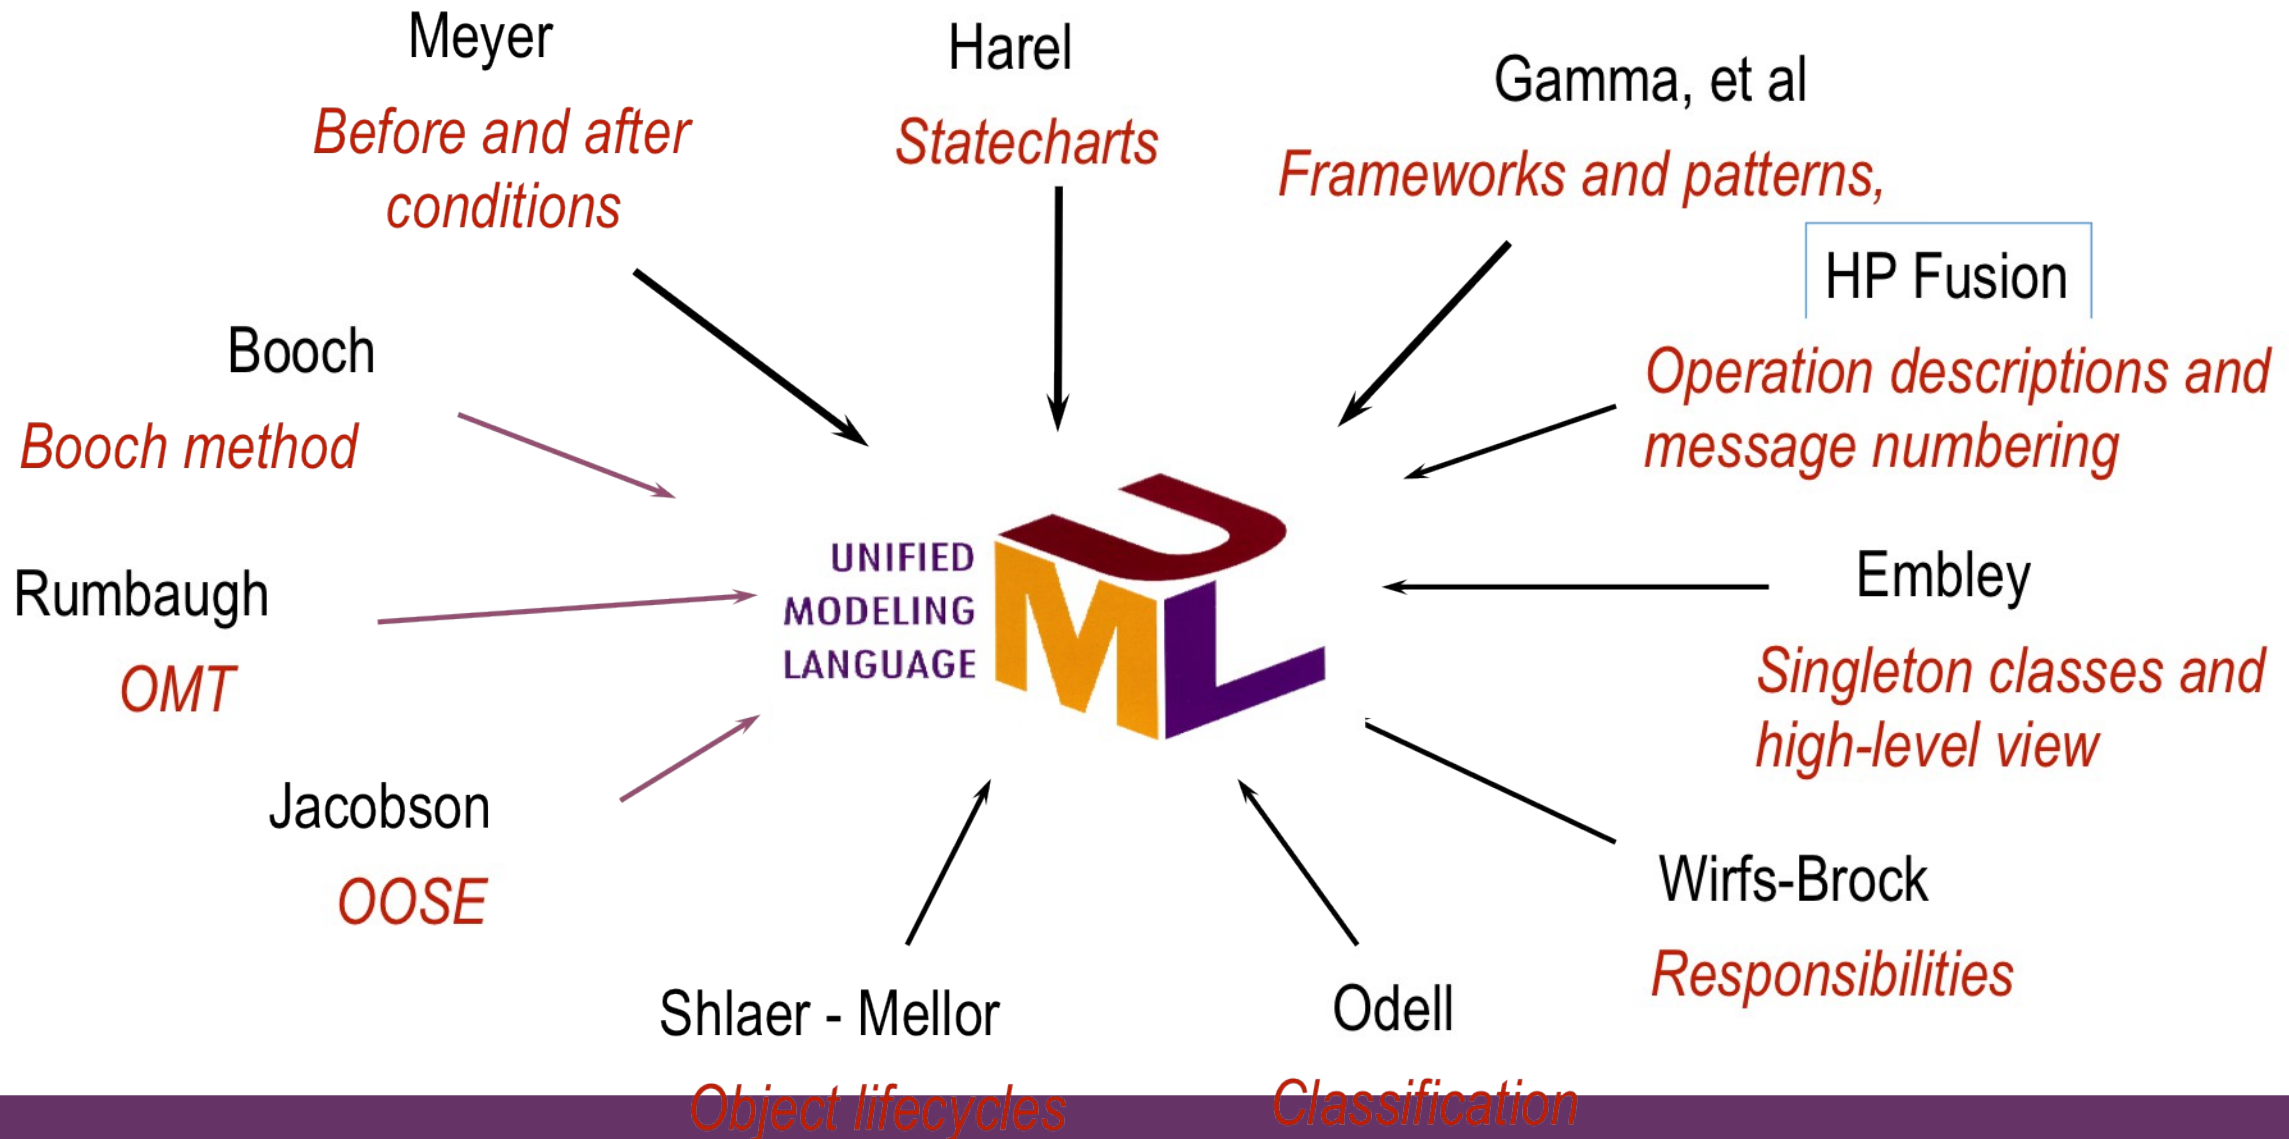 Meyer
Before and after
conditions
Harel
Statecharts
Gamma, et al
Frameworks and patterns,
HP Fusion
Operation descriptions and
message numbering
Booch
Booch method
Rumbaugh
OMT
Jacobson
OOSE
UNIFIED
MODELING
LANGUAGE
UML
Embley
Singleton classes and
high-level view
Wirfs-Brock
Responsibilities
Shlaer - Mellor
Object lifecycles
Odell
Classification